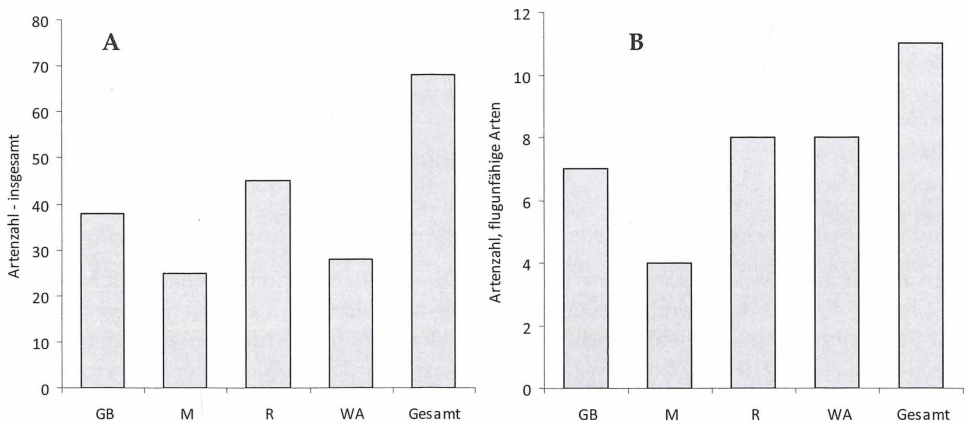 A
Artenzahl - insgesamt
80
70
60
50
40
30
20
10
0
GB M R WA Gesamt
B
Artenzahl, flugunfähige Arten
12
10
8
6
4
2
0
GB M R WA Gesamt